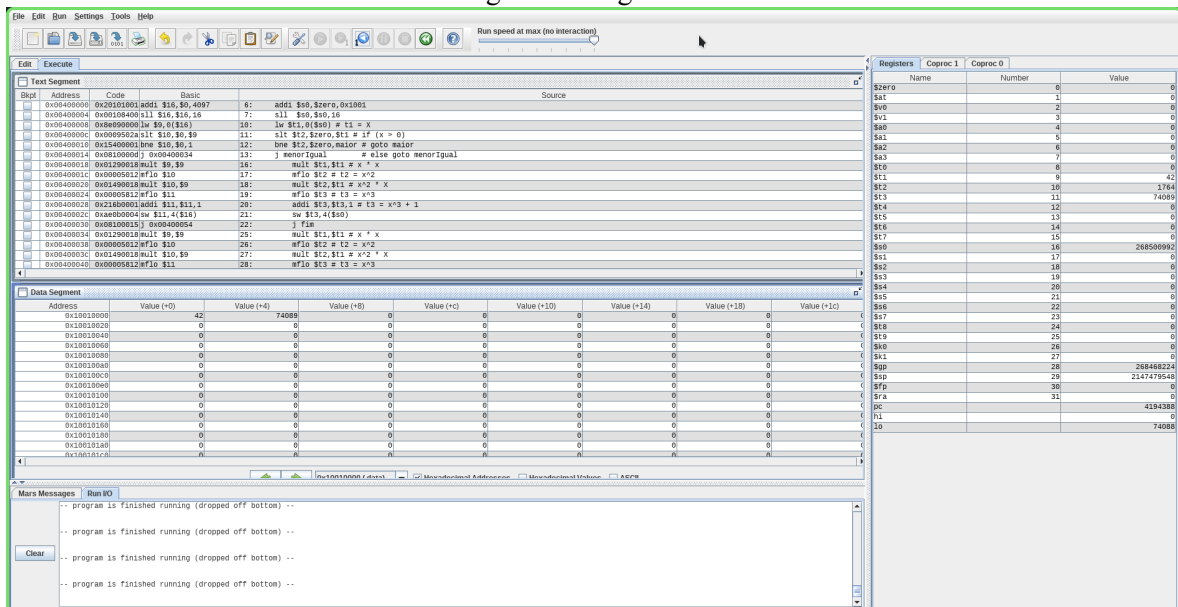 File Edit Run Settings Tools Help
Run speed at max (no interaction)
Edit Execute
Text Segment
Bkpt Address Code Basic Source
0x00400000 0x20101001 addi $16,$0,4097 6: addi $s0,$zero,0x1001
0x00400004 0x00108400 sll $16,$16,16 7: sll $s0,$s0,16
0x00400008 0x8e090000 lw $9,0($16) 10: lw $t1,0($s0) # t1 = X
0x0040000c 0x0009502a slt $10,$0,$9 11: slt $t2,$zero,$t1 # if (x > 0)
0x00400010 0x15400001 bne $10,$0,1 12: bne $t2,$zero,maior # goto maior
0x00400014 0x0810000d j 0x00400034 13: j menorIgual # else goto menorIgual
0x00400018 0x01290018 mult $9,$9 16: mult $t1,$t1 # x * x
0x0040001c 0x00005012 mflo $10 17: mflo $t2 # t2 = x^2
0x00400020 0x01490018 mult $10,$9 18: mult $t2,$t1 # x^2 * X
0x00400024 0x00005812 mflo $11 19: mflo $t3 # t3 = x^3
0x00400028 0x216b0001 addi $11,$11,1 20: addi $t3,$t3,1 # t3 = x^3 + 1
0x0040002c 0xae0b0004 sw $11,4($16) 21: sw $t3,4($s0)
0x00400030 0x08100015 j 0x00400054 22: j fim
0x00400034 0x01290018 mult $9,$9 25: mult $t1,$t1 # x * x
0x00400038 0x00005012 mflo $10 26: mflo $t2 # t2 = x^2
0x0040003c 0x01490018 mult $10,$9 27: mult $t2,$t1 # x^2 * X
0x00400040 0x00005812 mflo $11 28: mflo $t3 # t3 = x^3
Data Segment
Address Value (+0) Value (+4) Value (+8) Value (+c) Value (+10) Value (+14) Value (+18) Value (+1c)
0x10010000 42 74089 0 0 0 0 0
0x10010020 0 0 0 0 0 0 0
0x10010040 0 0 0 0 0 0 0
0x10010060 0 0 0 0 0 0 0
0x10010080 0 0 0 0 0 0 0
0x100100a0 0 0 0 0 0 0 0
0x100100c0 0 0 0 0 0 0 0
0x100100e0 0 0 0 0 0 0 0
0x10010100 0 0 0 0 0 0 0
0x10010120 0 0 0 0 0 0 0
0x10010140 0 0 0 0 0 0 0
0x10010160 0 0 0 0 0 0 0
0x10010180 0 0 0 0 0 0 0
0x100101a0 0 0 0 0 0 0 0
0x100101c0 0 0 0 0 0 0 0
0x10010000 (.data) Hexadecimal Addresses Hexadecimal Values ASCII
Mars Messages Run I/O
-- program is finished running (dropped off bottom) --
-- program is finished running (dropped off bottom) --
Clear
-- program is finished running (dropped off bottom) --
-- program is finished running (dropped off bottom) --
Registers Coproc 1 Coproc 0
Name Number Value
$zero 0 0
$at 1 0
$v0 2 0
$v1 3 0
$a0 4 0
$a1 5 0
$a2 6 0
$a3 7 0
$t0 8 0
$t1 9 42
$t2 10 1764
$t3 11 74089
$t4 12 0
$t5 13 0
$t6 14 0
$t7 15 0
$s0 16 268500992
$s1 17 0
$s2 18 0
$s3 19 0
$s4 20 0
$s5 21 0
$s6 22 0
$s7 23 0
$t8 24 0
$t9 25 0
$k0 26 0
$k1 27 0
$gp 28 268468224
$sp 29 2147479548
$fp 30 0
$ra 31 0
pc 4194388
hi 0
lo 74088